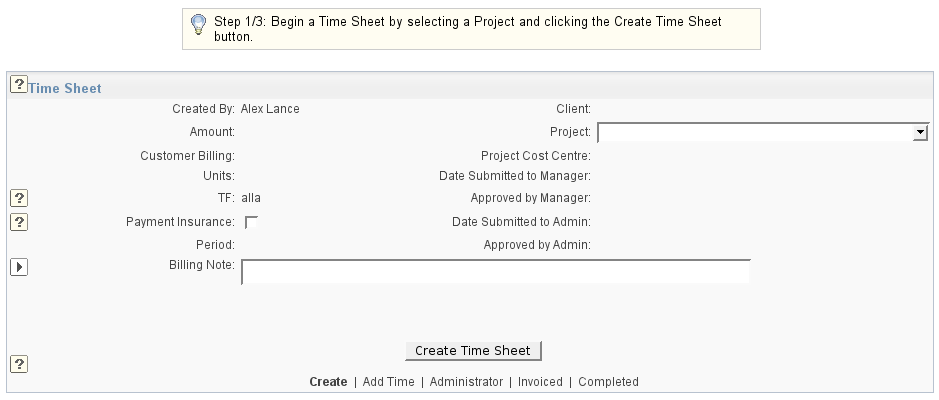 Step 1/3: Begin a Time Sheet by selecting a Project and clicking the Create Time Sheet
button.
? Time Sheet
Created By: Alex Lance Client:
Amount: Project:
Customer Billing: Project Cost Centre:
Units: Date Submitted to Manager:
? TF: alla Approved by Manager:
? Payment Insurance: Date Submitted to Admin:
Period: Approved by Admin:
Billing Note:
Create Time Sheet
?
Create | Add Time | Administrator | Invoiced | Completed